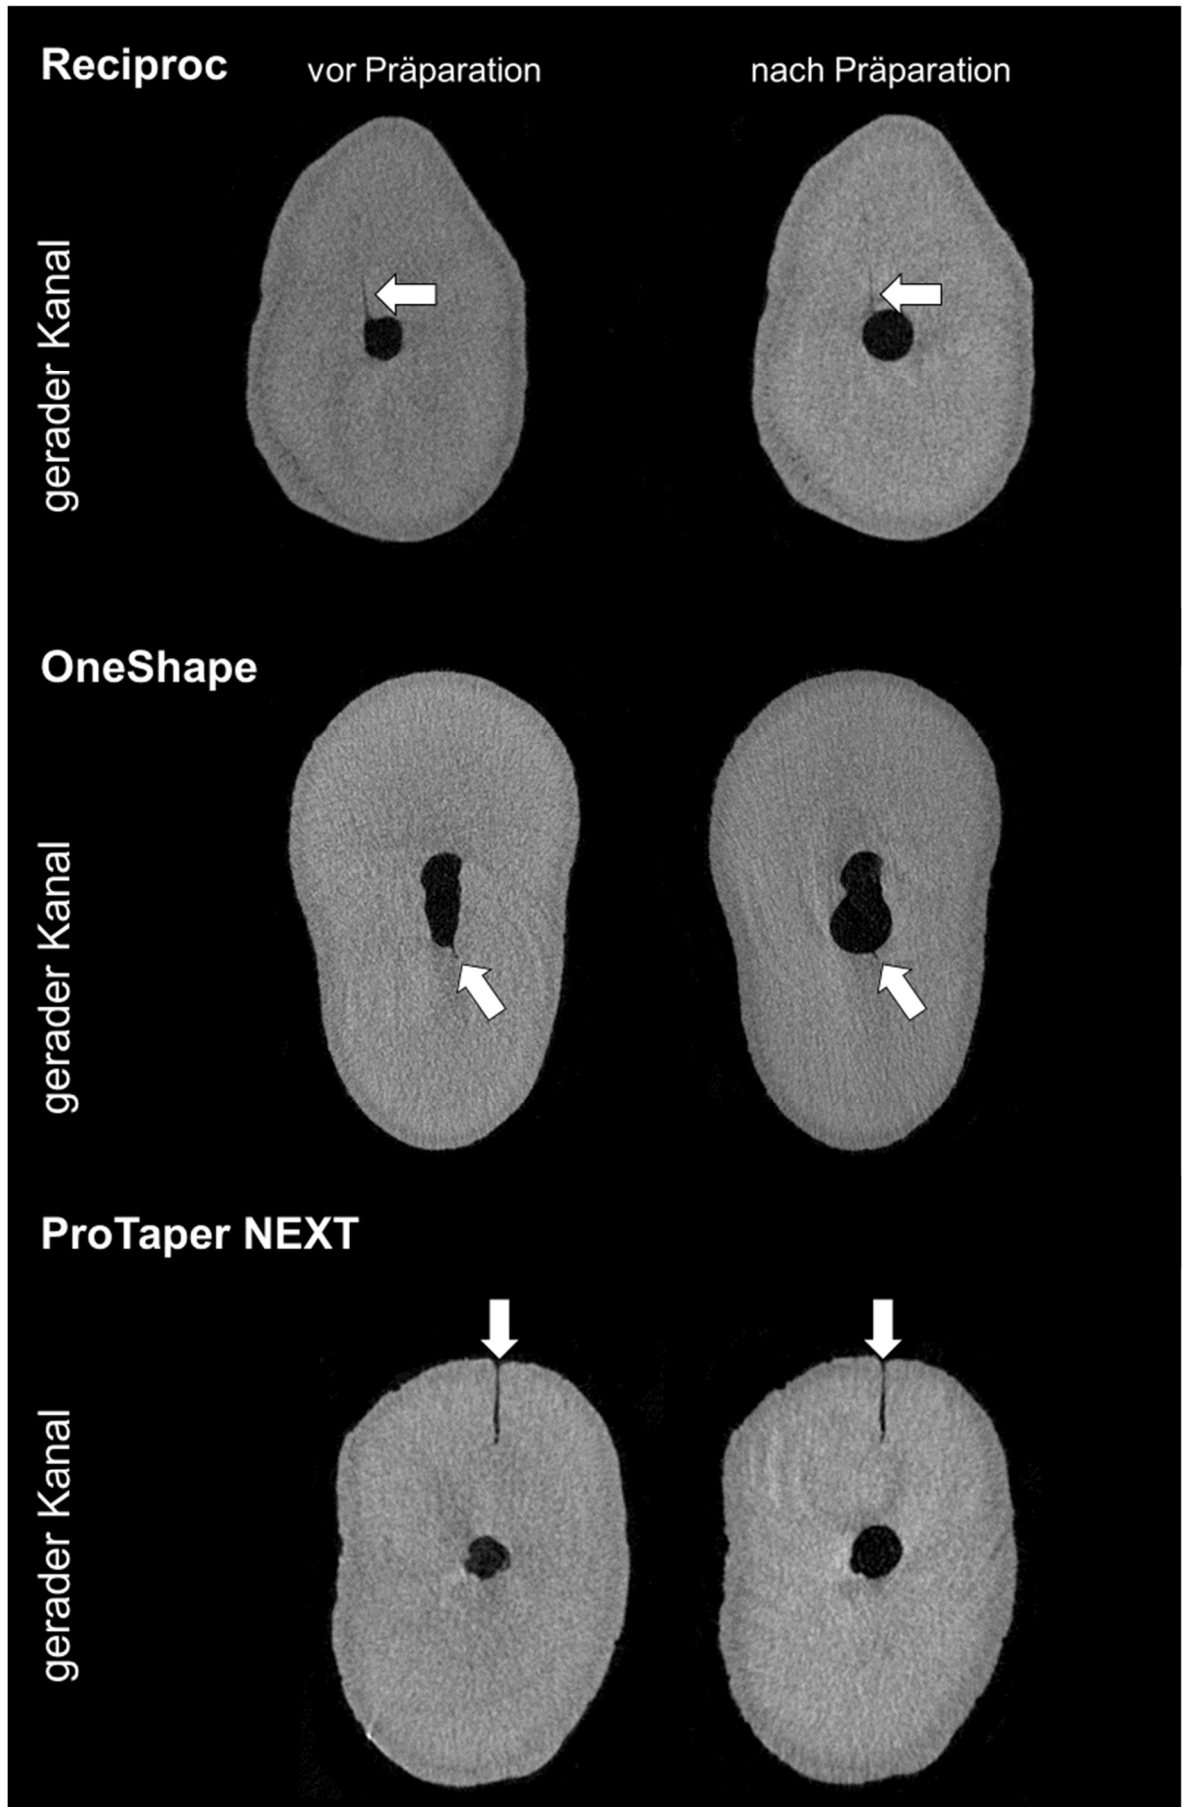 Reciproc
vor Präparation
nach Präparation
gerader Kanal
OneShape
gerader Kanal
ProTaper NEXT
gerader Kanal